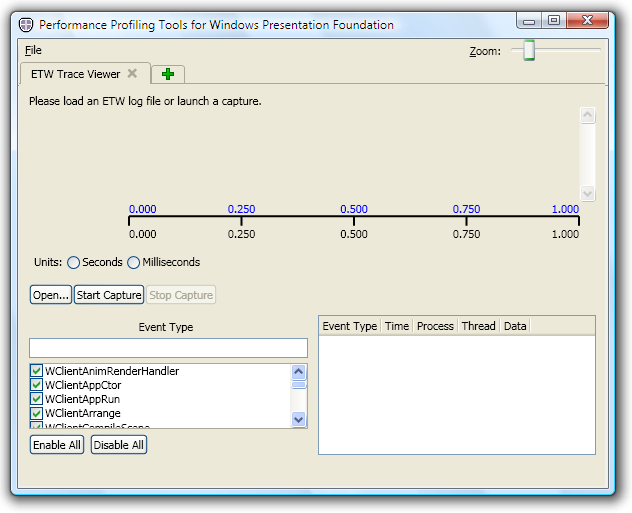 Performance Profiling Tools for Windows Presentation Foundation
File
Zoom:
ETW Trace Viewer
Please load an ETW log file or launch a capture.
0.000 0.250 0.500 0.750 1.000
0.000 0.250 0.500 0.750 1.000
Units: Seconds Milliseconds
Open... Start Capture Stop Capture
Event Type
Event Type Time Process Thread Data
WClientAnimRenderHandler
WClientAppCtor
WClientAppRun
WClientArrange
WClientCompileScene
Enable All Disable All